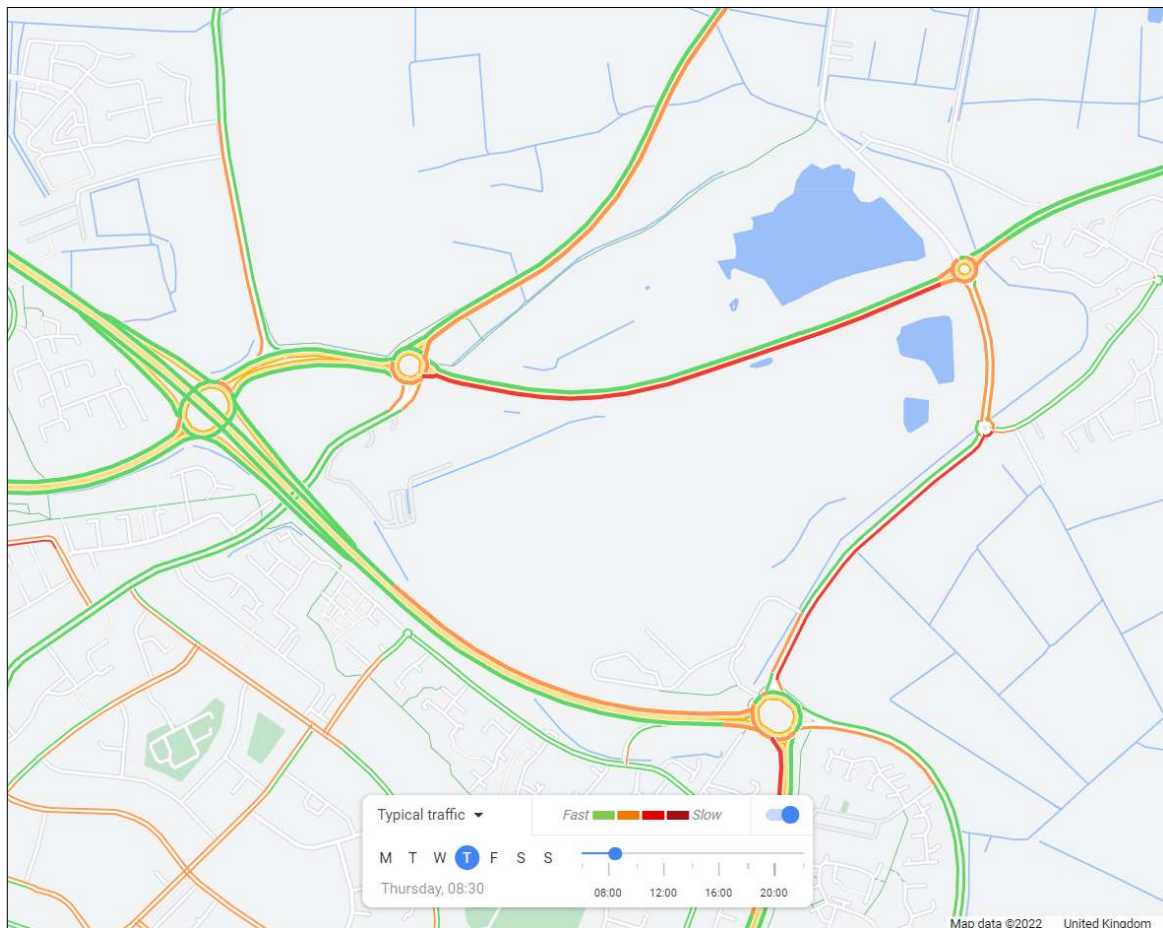 Typical traffic
Fast Slow
M T W T F S S
Thursday, 08:30
08:00 12:00 16:00 20:00
Map data ©2022 United Kingdom